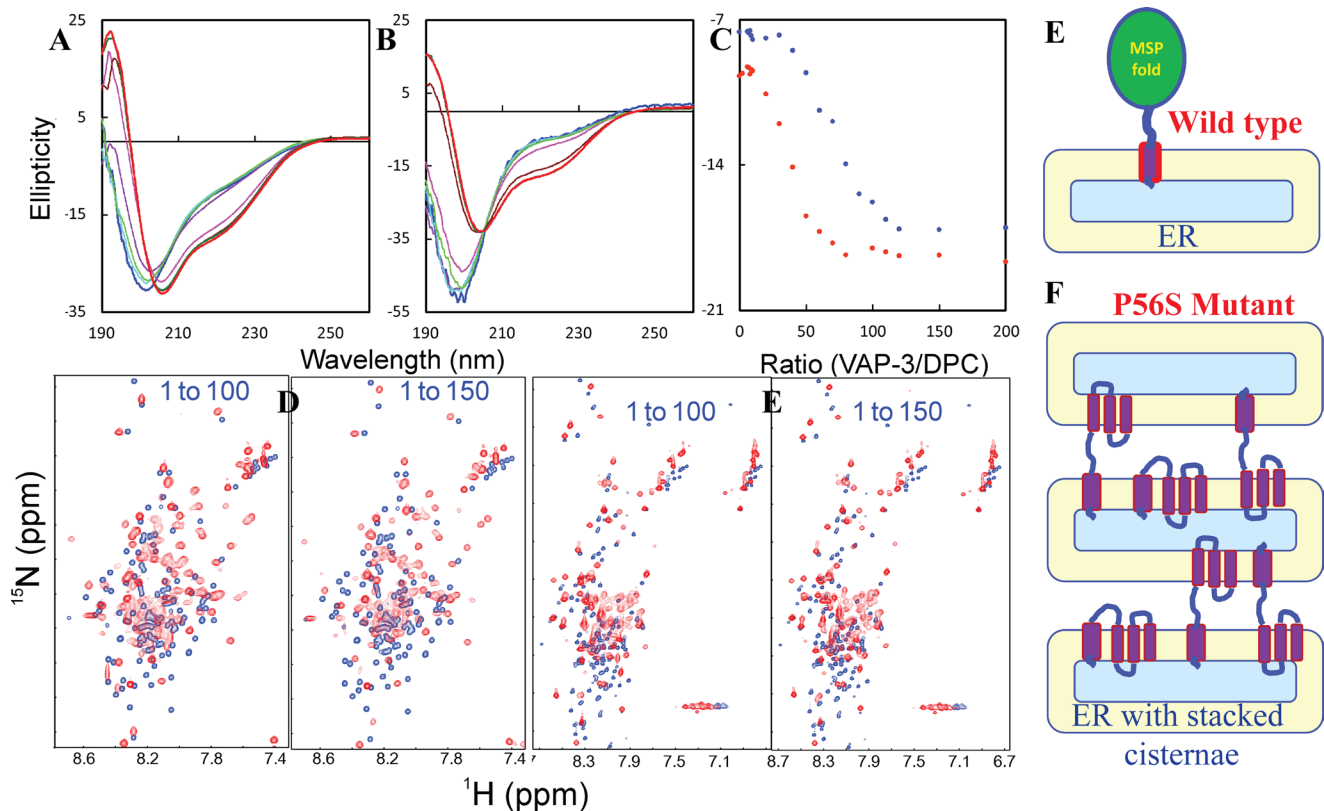 A
25
5
-15
-35
190
210
230
250
Ellipticity
B
25
5
-15
-35
-55
190
210
230
250
Wavelength (nm)
C
-7
-14
-21
0
50
100
150
200
Ratio (VAP-3/DPC)
E
MSP
fold
Wild type
ER
F
P56S Mutant
ER with stacked
cisternae
1 to 100
D
1 to 150
1 to 100
E
1 to 150
15N (ppm)
8.6
8.2
7.8
7.4
8.6
8.2
7.8
7.4
8.3
7.9
7.5
7.1
8.7
8.3
7.9
7.5
7.1
6.7
1H (ppm)